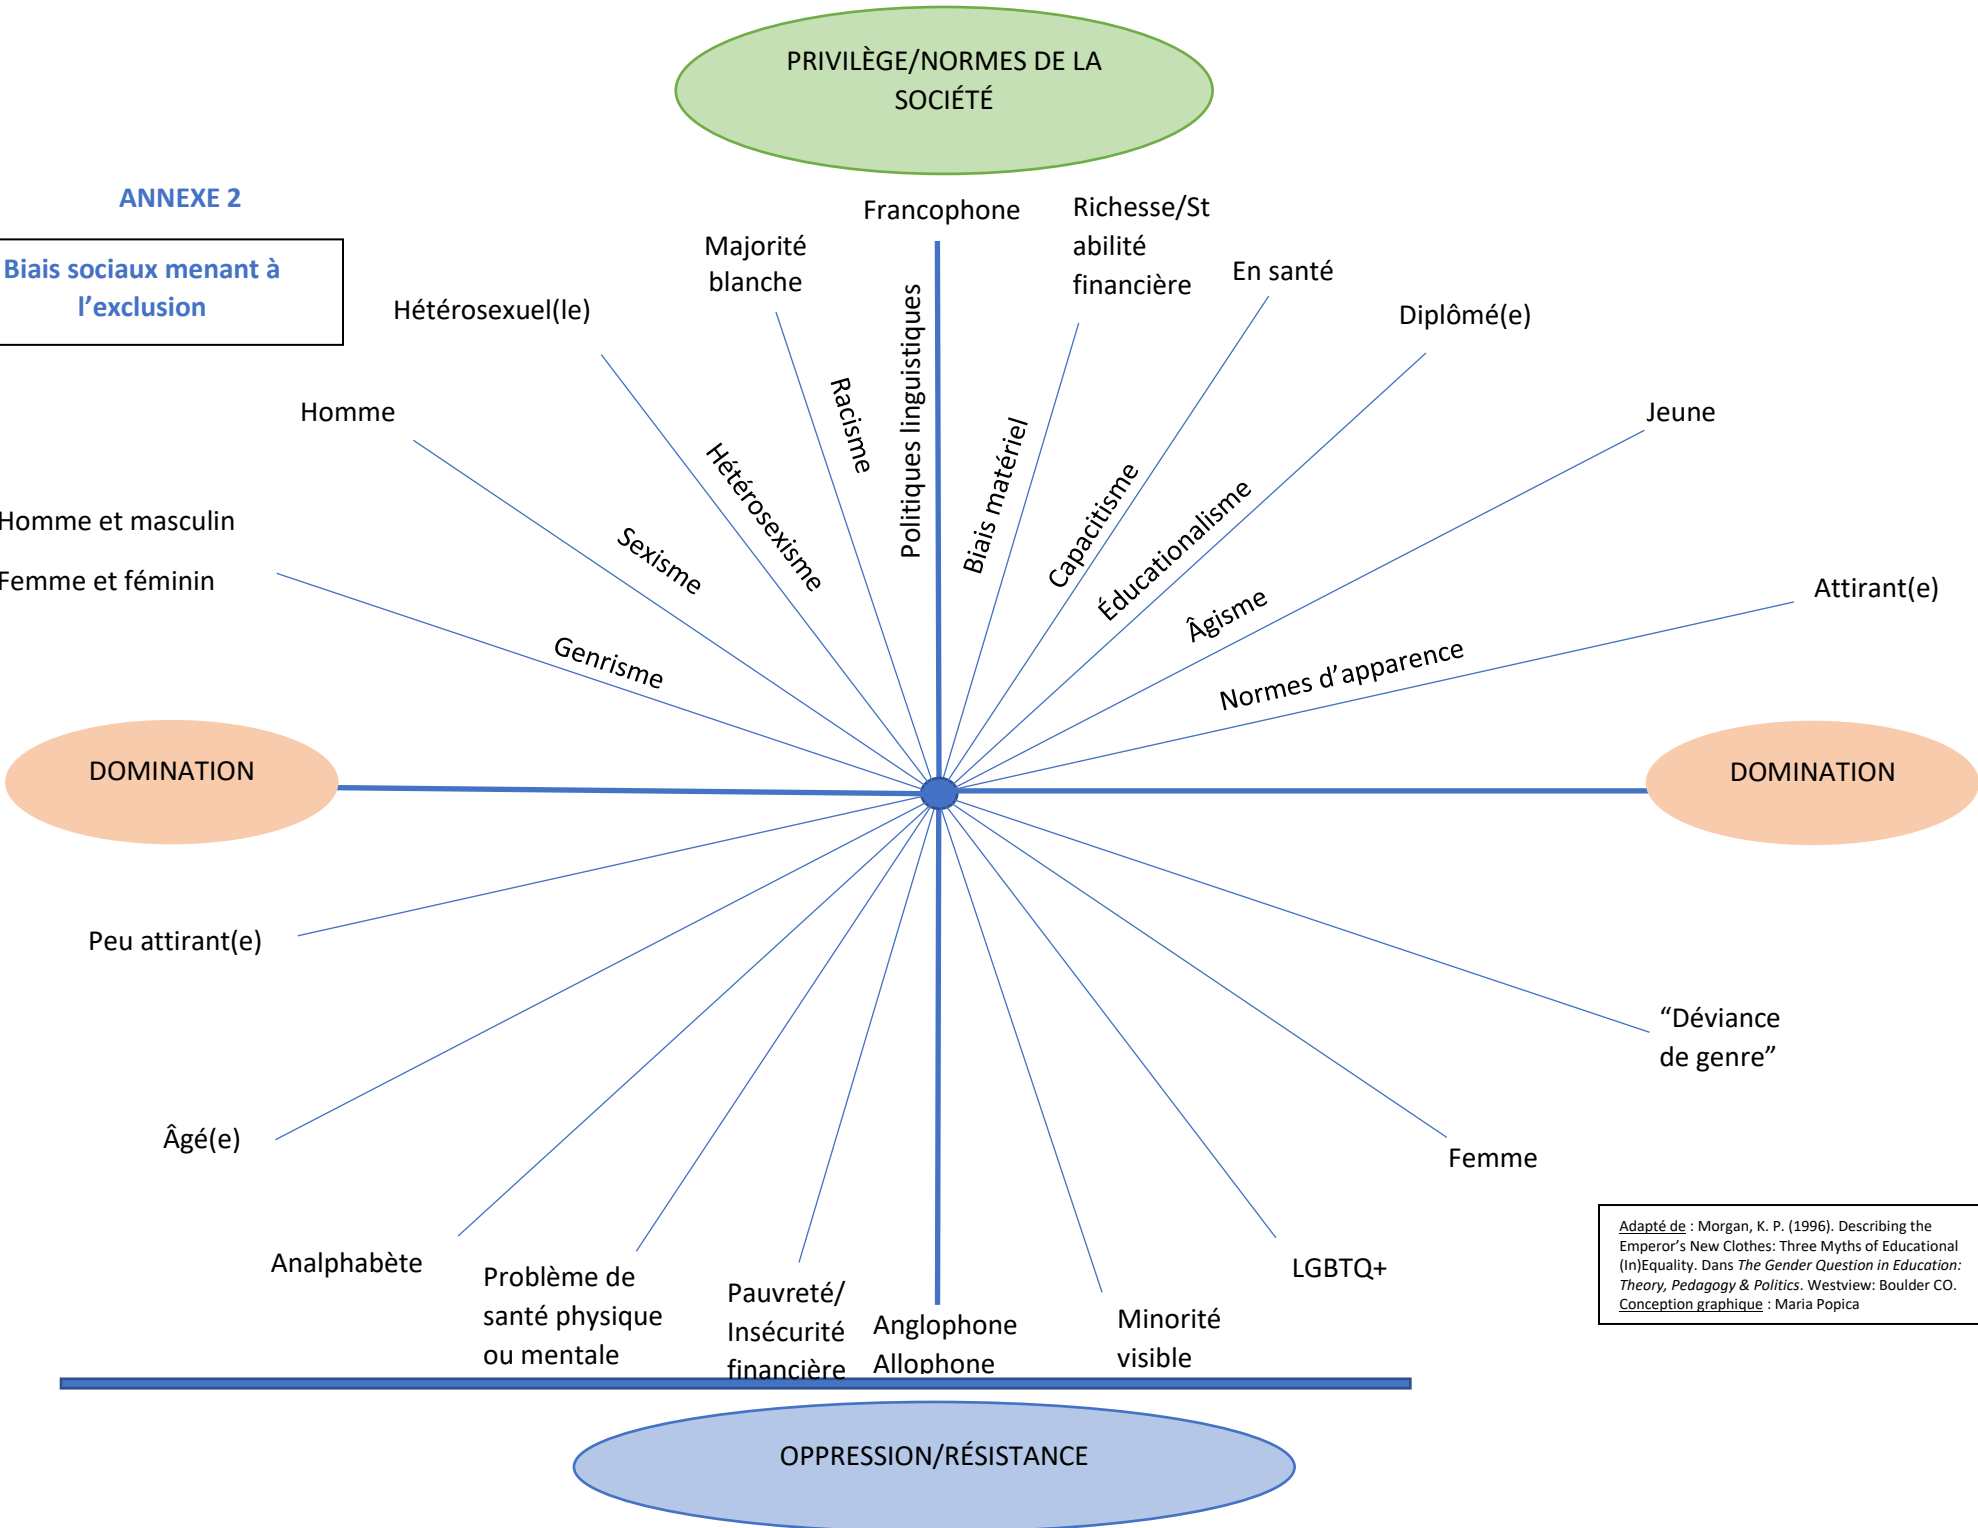 PRIVILÈGE/NORMES DE LA
SOCIÉTÉ
ANNEXE 2
Biais sociaux menant à
l’exclusion
Francophone
Richesse/St
abilité
financière
Majorité
blanche
En santé
Hétérosexuel(le)
Diplômé(e)
Homme
Jeune
Homme et masculin
Femme et féminin
Attirant(e)
Genrisme
Sexisme
Hétérosexisme
Racisme
Politiques linguistiques
Biais matériel
Capacitisme
Éducationalisme
Âgisme
Normes d’apparence
DOMINATION
DOMINATION
Peu attirant(e)
“Déviance
de genre”
Âgé(e)
Femme
Analphabète
Problème de
santé physique
ou mentale
Pauvreté/
Insécurité
financière
Anglophone
Allophone
Minorité
visible
LGBTQ+
Adapté de : Morgan, K. P. (1996). Describing the
Emperor’s New Clothes: Three Myths of Educational
(In)Equality. Dans The Gender Question in Education:
Theory, Pedagogy & Politics. Westview: Boulder CO.
Conception graphique : Maria Popica
OPPRESSION/RÉSISTANCE